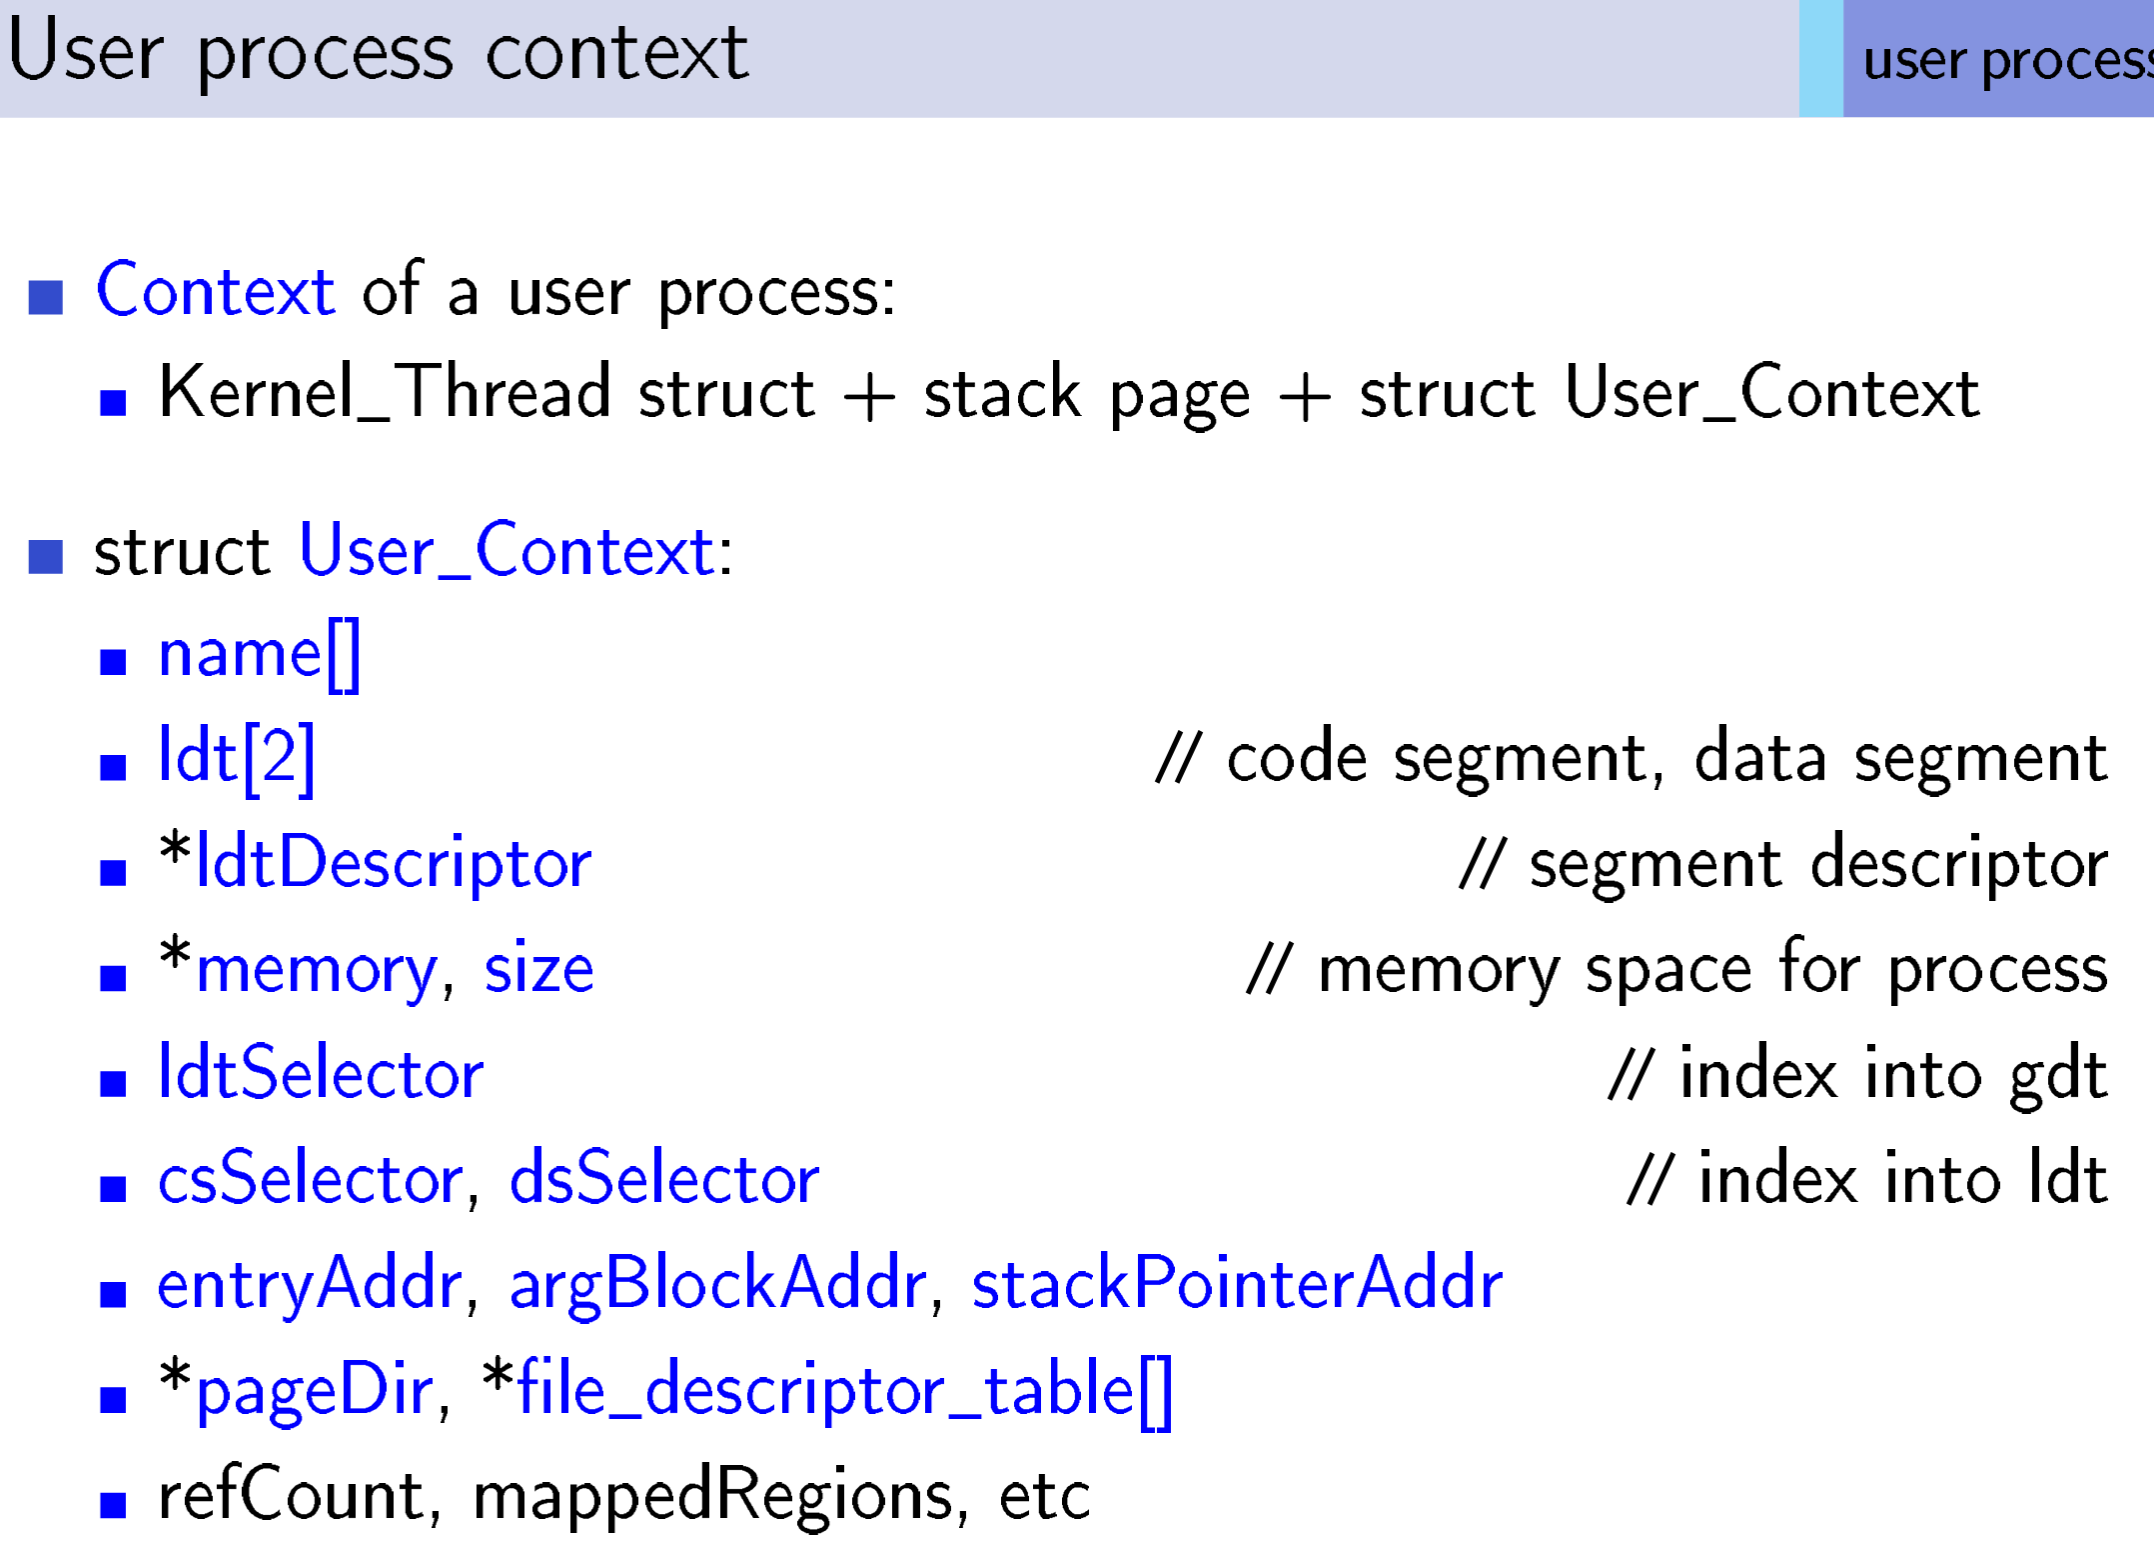 User process context
user process
Context of a user process:
Kernel_Thread struct + stack page + struct User_Context
struct User_Context:
name[]
ldt[2] // code segment, data segment
*ldtDescriptor // segment descriptor
*memory, size // memory space for process
ldtSelector // index into gdt
csSelector, dsSelector // index into ldt
entryAddr, argBlockAddr, stackPointerAddr
*pageDir, *file_descriptor_table[]
refCount, mappedRegions, etc